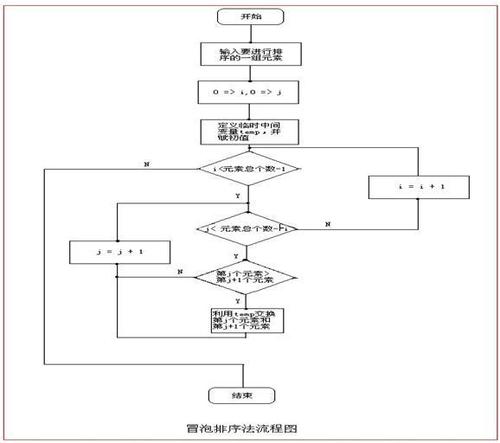 开始
输入要进行排
序的一组元素
0 => i,0 => j
定义临时中间
变量temp，并
赋初值
N
i<元素总个数-1
i = i + 1
Y
j< 元素总个数-1-i
N
j = j + 1
N
第j个元素>
第j+1个元素
Y
利用temp交换
第j个元素和
第j+1个元素
结束
冒泡排序法流程图